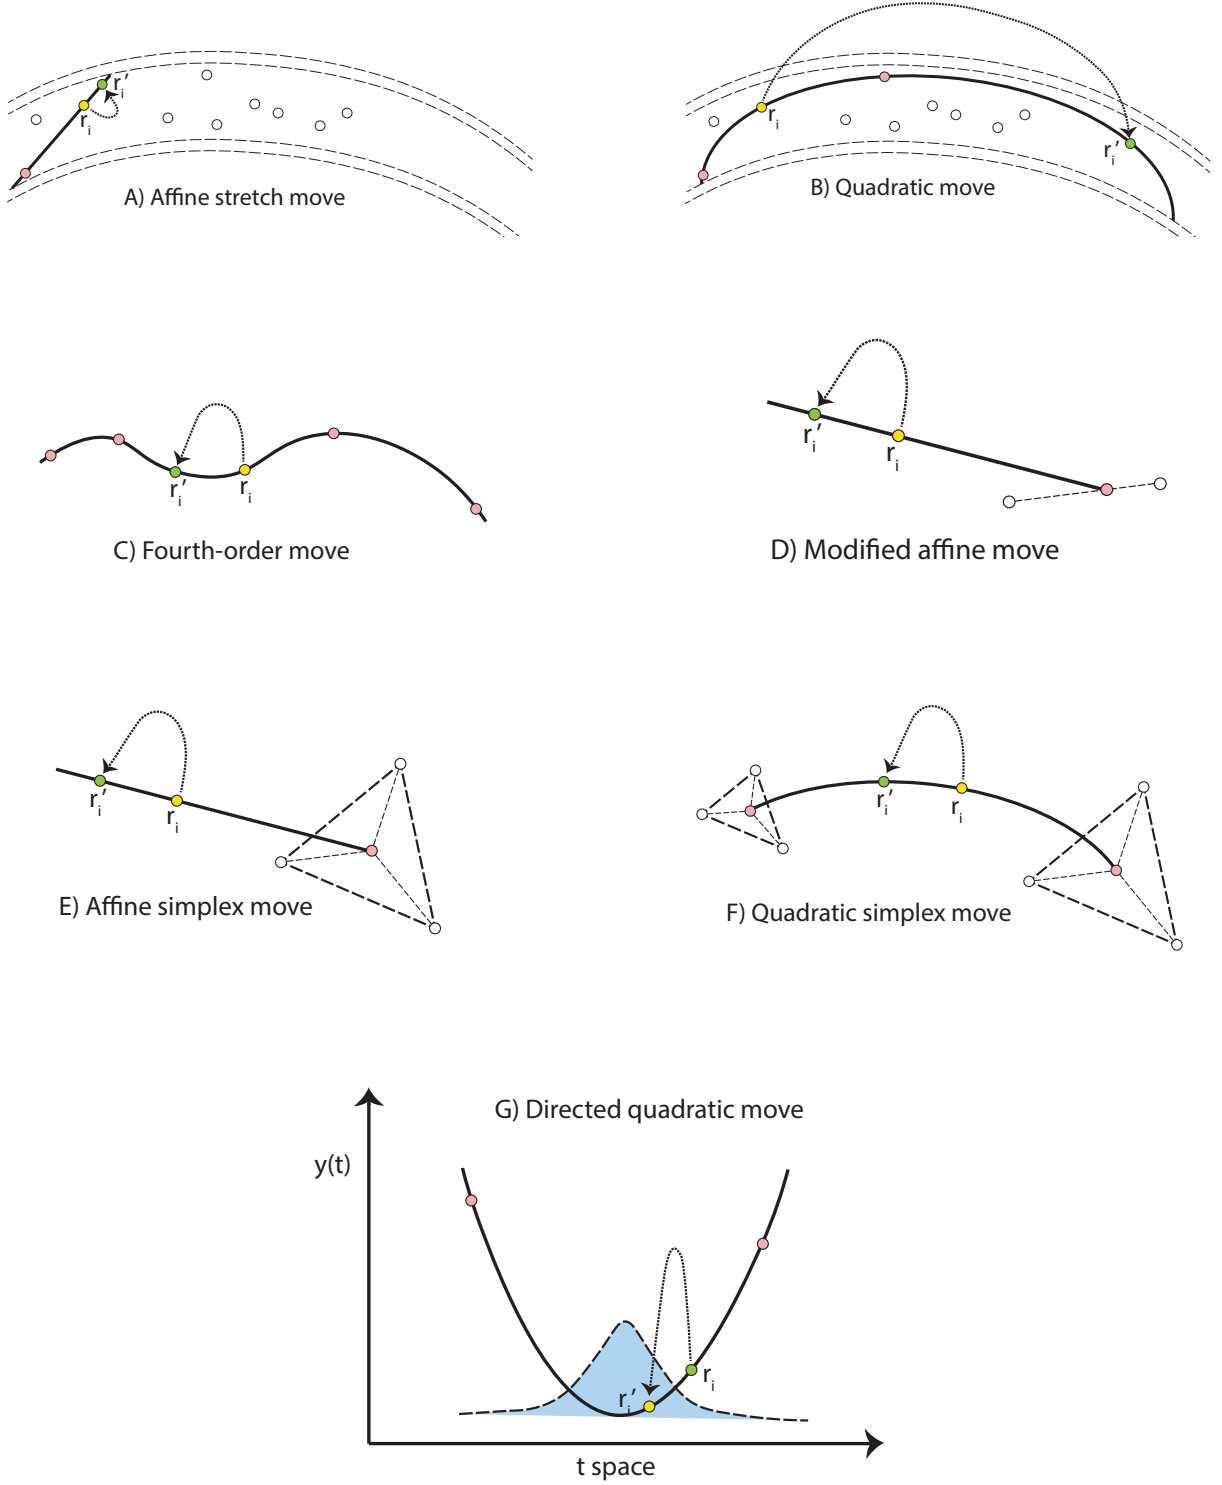 r_i'
r_i
A) Affine stretch move
r_i
r_i'
B) Quadratic move
r_i'
r_i
C) Fourth-order move
r_i'
r_i
D) Modified affine move
r_i'
r_i
E) Affine simplex move
r_i'
r_i
F) Quadratic simplex move
G) Directed quadratic move
y(t)
r_i
r_i'
t space